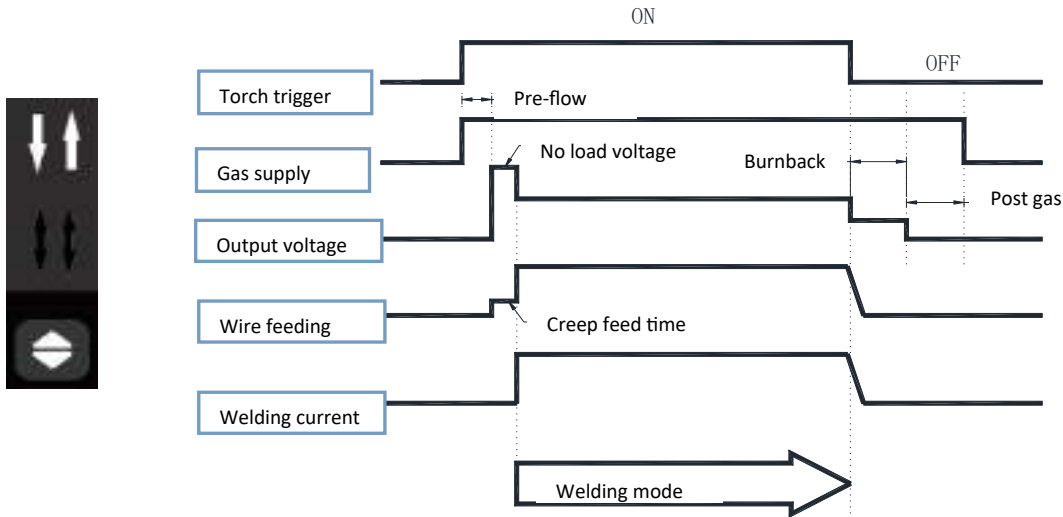 ON
OFF
Torch trigger
Pre-flow
No load voltage
Burnback
Gas supply
Post gas
Output voltage
Wire feeding
Creep feed time
Welding current
Welding mode